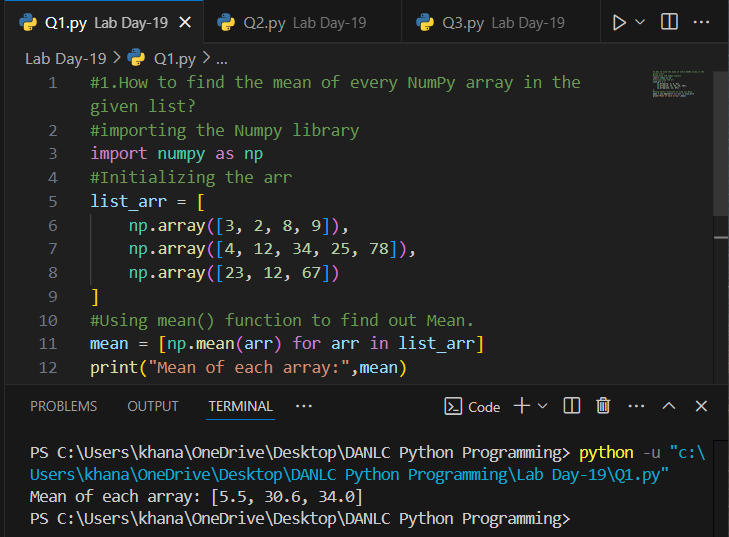 Q1.py Lab Day-19 Q2.py Lab Day-19 Q3.py Lab Day-19
Lab Day-19 > Q1.py > ...
1 #1.How to find the mean of every NumPy array in the
given list?
2 #importing the Numpy library
3 import numpy as np
4 #Initializing the arr
5 list_arr = [
6 np.array([3, 2, 8, 9]),
7 np.array([4, 12, 34, 25, 78]),
8 np.array([23, 12, 67])
9 ]
10 #Using mean() function to find out Mean.
11 mean = [np.mean(arr) for arr in list_arr]
12 print("Mean of each array:",mean)
PROBLEMS OUTPUT TERMINAL ... Code
PS C:\Users\khana\OneDrive\Desktop\DANLC Python Programming> python -u "c:\
Users\khana\OneDrive\Desktop\DANLC Python Programming\Lab Day-19\Q1.py"
Mean of each array: [5.5, 30.6, 34.0]
PS C:\Users\khana\OneDrive\Desktop\DANLC Python Programming>